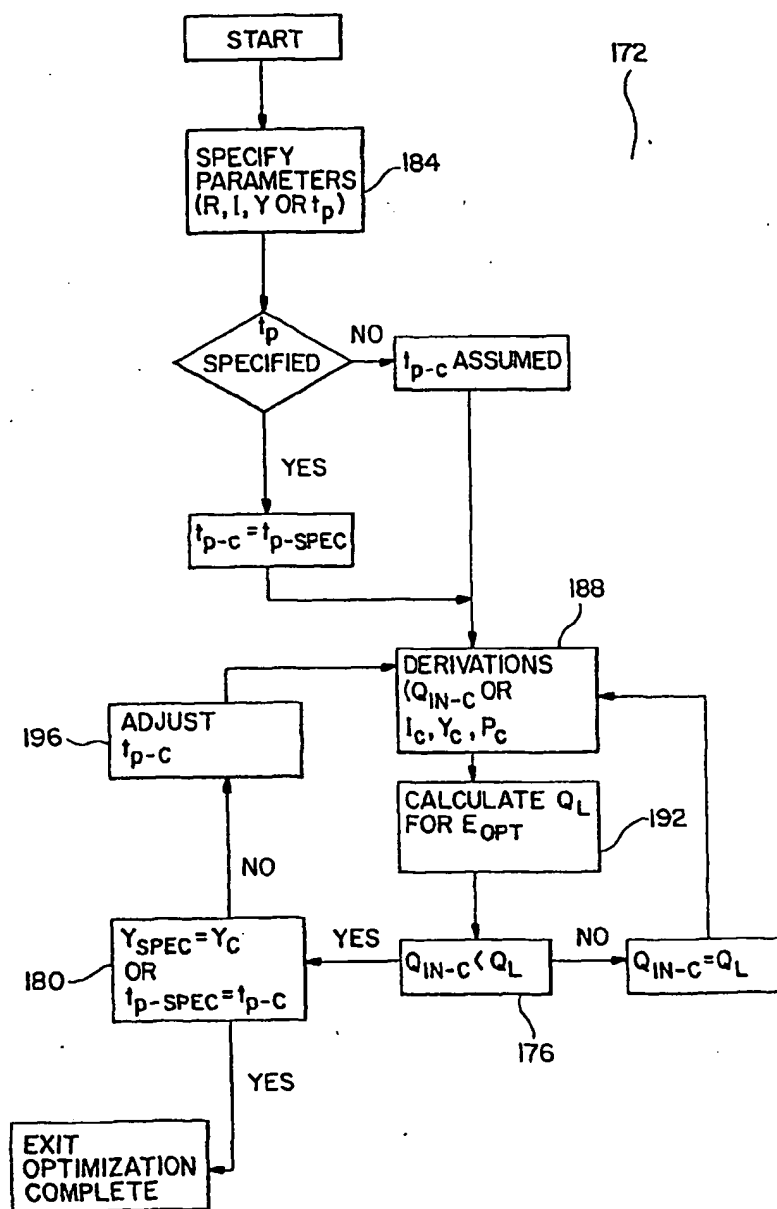 START
172
SPECIFY
PARAMETERS
(R, I, Y OR tp)
184
tp
SPECIFIED
NO
tp-c ASSUMED
YES
tp-c = tp-SPEC
188
DERIVATIONS
(QIN-C OR
IC, YC, PC
ADJUST
tp-C
196
CALCULATE QL
FOR EOPT
192
NO
YSPEC = YC
OR
tp-SPEC = tp-C
180
YES
QIN-C < QL
NO
QIN-C = QL
176
YES
EXIT
OPTIMIZATION
COMPLETE